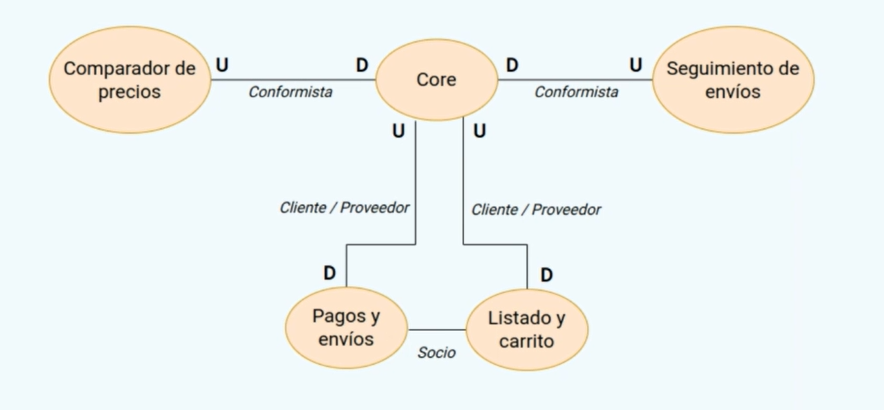 Comparador de
precios
U
Conformista
D
Core
D
Conformista
U
Seguimiento de
envíos
U
U
Cliente / Proveedor
Cliente / Proveedor
D
D
Pagos y
envíos
Socio
Listado y
carrito